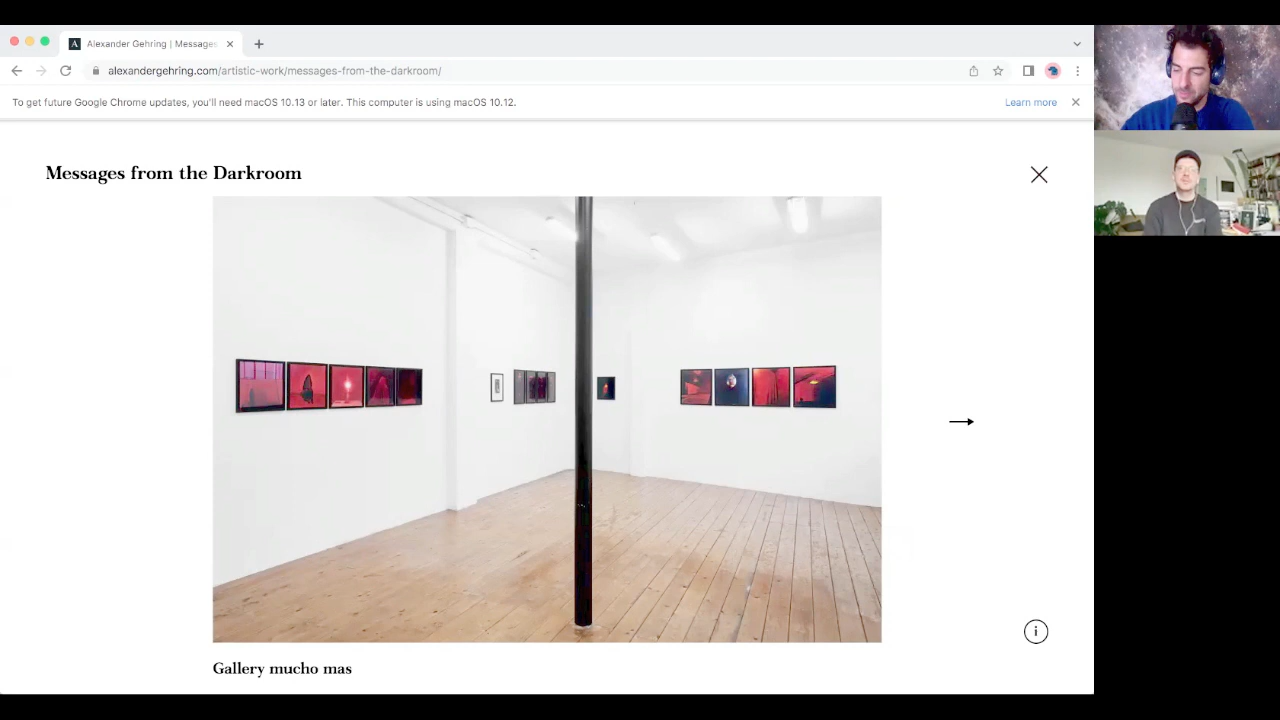 Alexander Gehring | Messages
alexandergehring.com/artistic-work/messages-from-the-darkroom/
To get future Google Chrome updates, you'll need macOS 10.13 or later. This computer is using macOS 10.12.
Learn more
Messages from the Darkroom
i
Gallery mucho mas